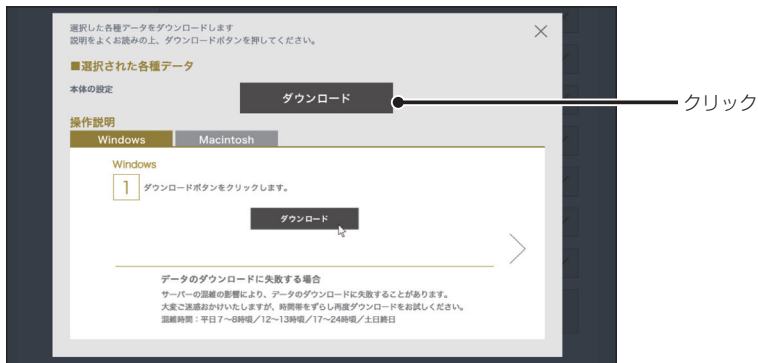 選択した各種データをダウンロードします
説明をよくお読みの上、ダウンロードボタンを押してください。
■選択された各種データ
本体の設定
ダウンロード
クリック
操作説明
Windows
Macintosh
Windows
1
ダウンロードボタンをクリックします。
ダウンロード
データのダウンロードに失敗する場合
サーバーの混雑の影響により、データのダウンロードに失敗することがあります。
大変ご迷惑おかけいたしますが、時間帯をずらし再度ダウンロードをお試しください。
混雑時間：平日7～8時頃／12～13時頃／17～24時頃／土日終日